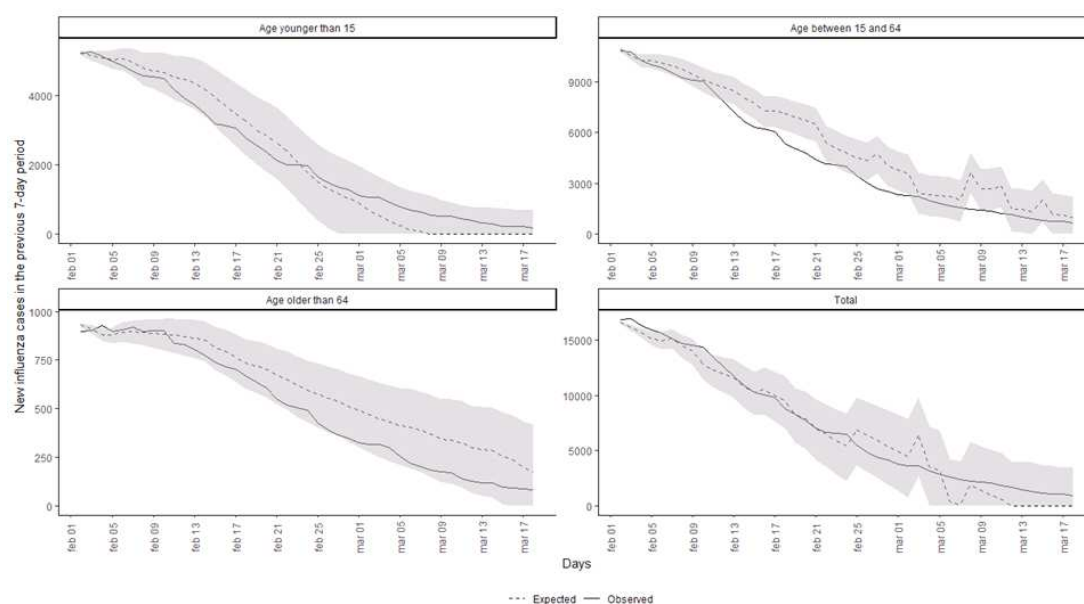 Age younger than 15
Age between 15 and 64
4000
2000
0
9000
6000
3000
0
feb 01
feb 05
feb 09
feb 13
feb 17
feb 21
feb 25
mar 01
mar 05
mar 09
mar 13
mar 17
feb 01
feb 05
feb 09
feb 13
feb 17
feb 21
feb 25
mar 01
mar 05
mar 09
mar 13
mar 17
New influenza cases in the previous 7-day period
Age older than 64
Total
1000
750
500
250
0
15000
10000
5000
0
feb 01
feb 05
feb 09
feb 13
feb 17
feb 21
feb 25
mar 01
mar 05
mar 09
mar 13
mar 17
feb 01
feb 05
feb 09
feb 13
feb 17
feb 21
feb 25
mar 01
mar 05
mar 09
mar 13
mar 17
Days
Expected Observed